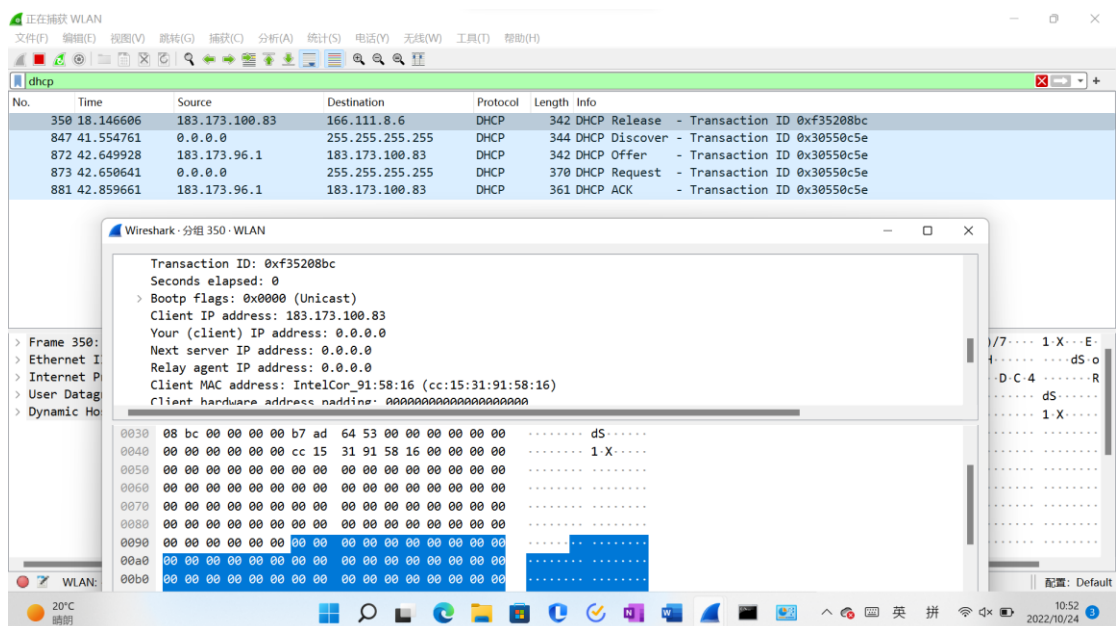 正在捕获 WLAN
文件(F) 编辑(E) 视图(V) 跳转(G) 捕获(C) 分析(A) 统计(S) 电话(Y) 无线(W) 工具(T) 帮助(H)
dhcp
No. Time Source Destination Protocol Length Info
350 18.146606 183.173.100.83 166.111.8.6 DHCP 342 DHCP Release - Transaction ID 0xf35208bc
847 41.554761 0.0.0.0 255.255.255.255 DHCP 344 DHCP Discover - Transaction ID 0x30550c5e
872 42.649928 183.173.96.1 183.173.100.83 DHCP 342 DHCP Offer - Transaction ID 0x30550c5e
873 42.650641 0.0.0.0 255.255.255.255 DHCP 370 DHCP Request - Transaction ID 0x30550c5e
881 42.859661 183.173.96.1 183.173.100.83 DHCP 361 DHCP ACK - Transaction ID 0x30550c5e
Wireshark · 分组 350 · WLAN
Transaction ID: 0xf35208bc
Seconds elapsed: 0
> Bootp flags: 0x0000 (Unicast)
Client IP address: 183.173.100.83
Your (client) IP address: 0.0.0.0
Next server IP address: 0.0.0.0
Relay agent IP address: 0.0.0.0
Client MAC address: IntelCor_91:58:16 (cc:15:31:91:58:16)
Client hardware address padding: 00000000000000000000
> Frame 350:
> Ethernet I
> Internet P
> User Datag
> Dynamic Ho
)/7···· 1·X···E·
········dS·o
·D·C·4 ·······R
dS·
1·X·····
0030 08 bc 00 00 00 00 b7 ad 64 53 00 00 00 00 00 00 ········ dS······
0040 00 00 00 00 00 00 cc 15 31 91 58 16 00 00 00 00 ········ 1·X·····
0050 00 00 00 00 00 00 00 00 00 00 00 00 00 00 00 00 ········ ········
0060 00 00 00 00 00 00 00 00 00 00 00 00 00 00 00 00 ········ ········
0070 00 00 00 00 00 00 00 00 00 00 00 00 00 00 00 00 ········ ········
0080 00 00 00 00 00 00 00 00 00 00 00 00 00 00 00 00 ········ ········
0090 00 00 00 00 00 00 00 00 00 00 00 00 00 00 00 00 ········ ········
00a0 00 00 00 00 00 00 00 00 00 00 00 00 00 00 00 00 ········ ········
00b0 00 00 00 00 00 00 00 00 00 00 00 00 00 00 00 00 ········ ········
WLAN:
配置: Default
20°C
晴朗
英 拼
10:52
2022/10/24
3